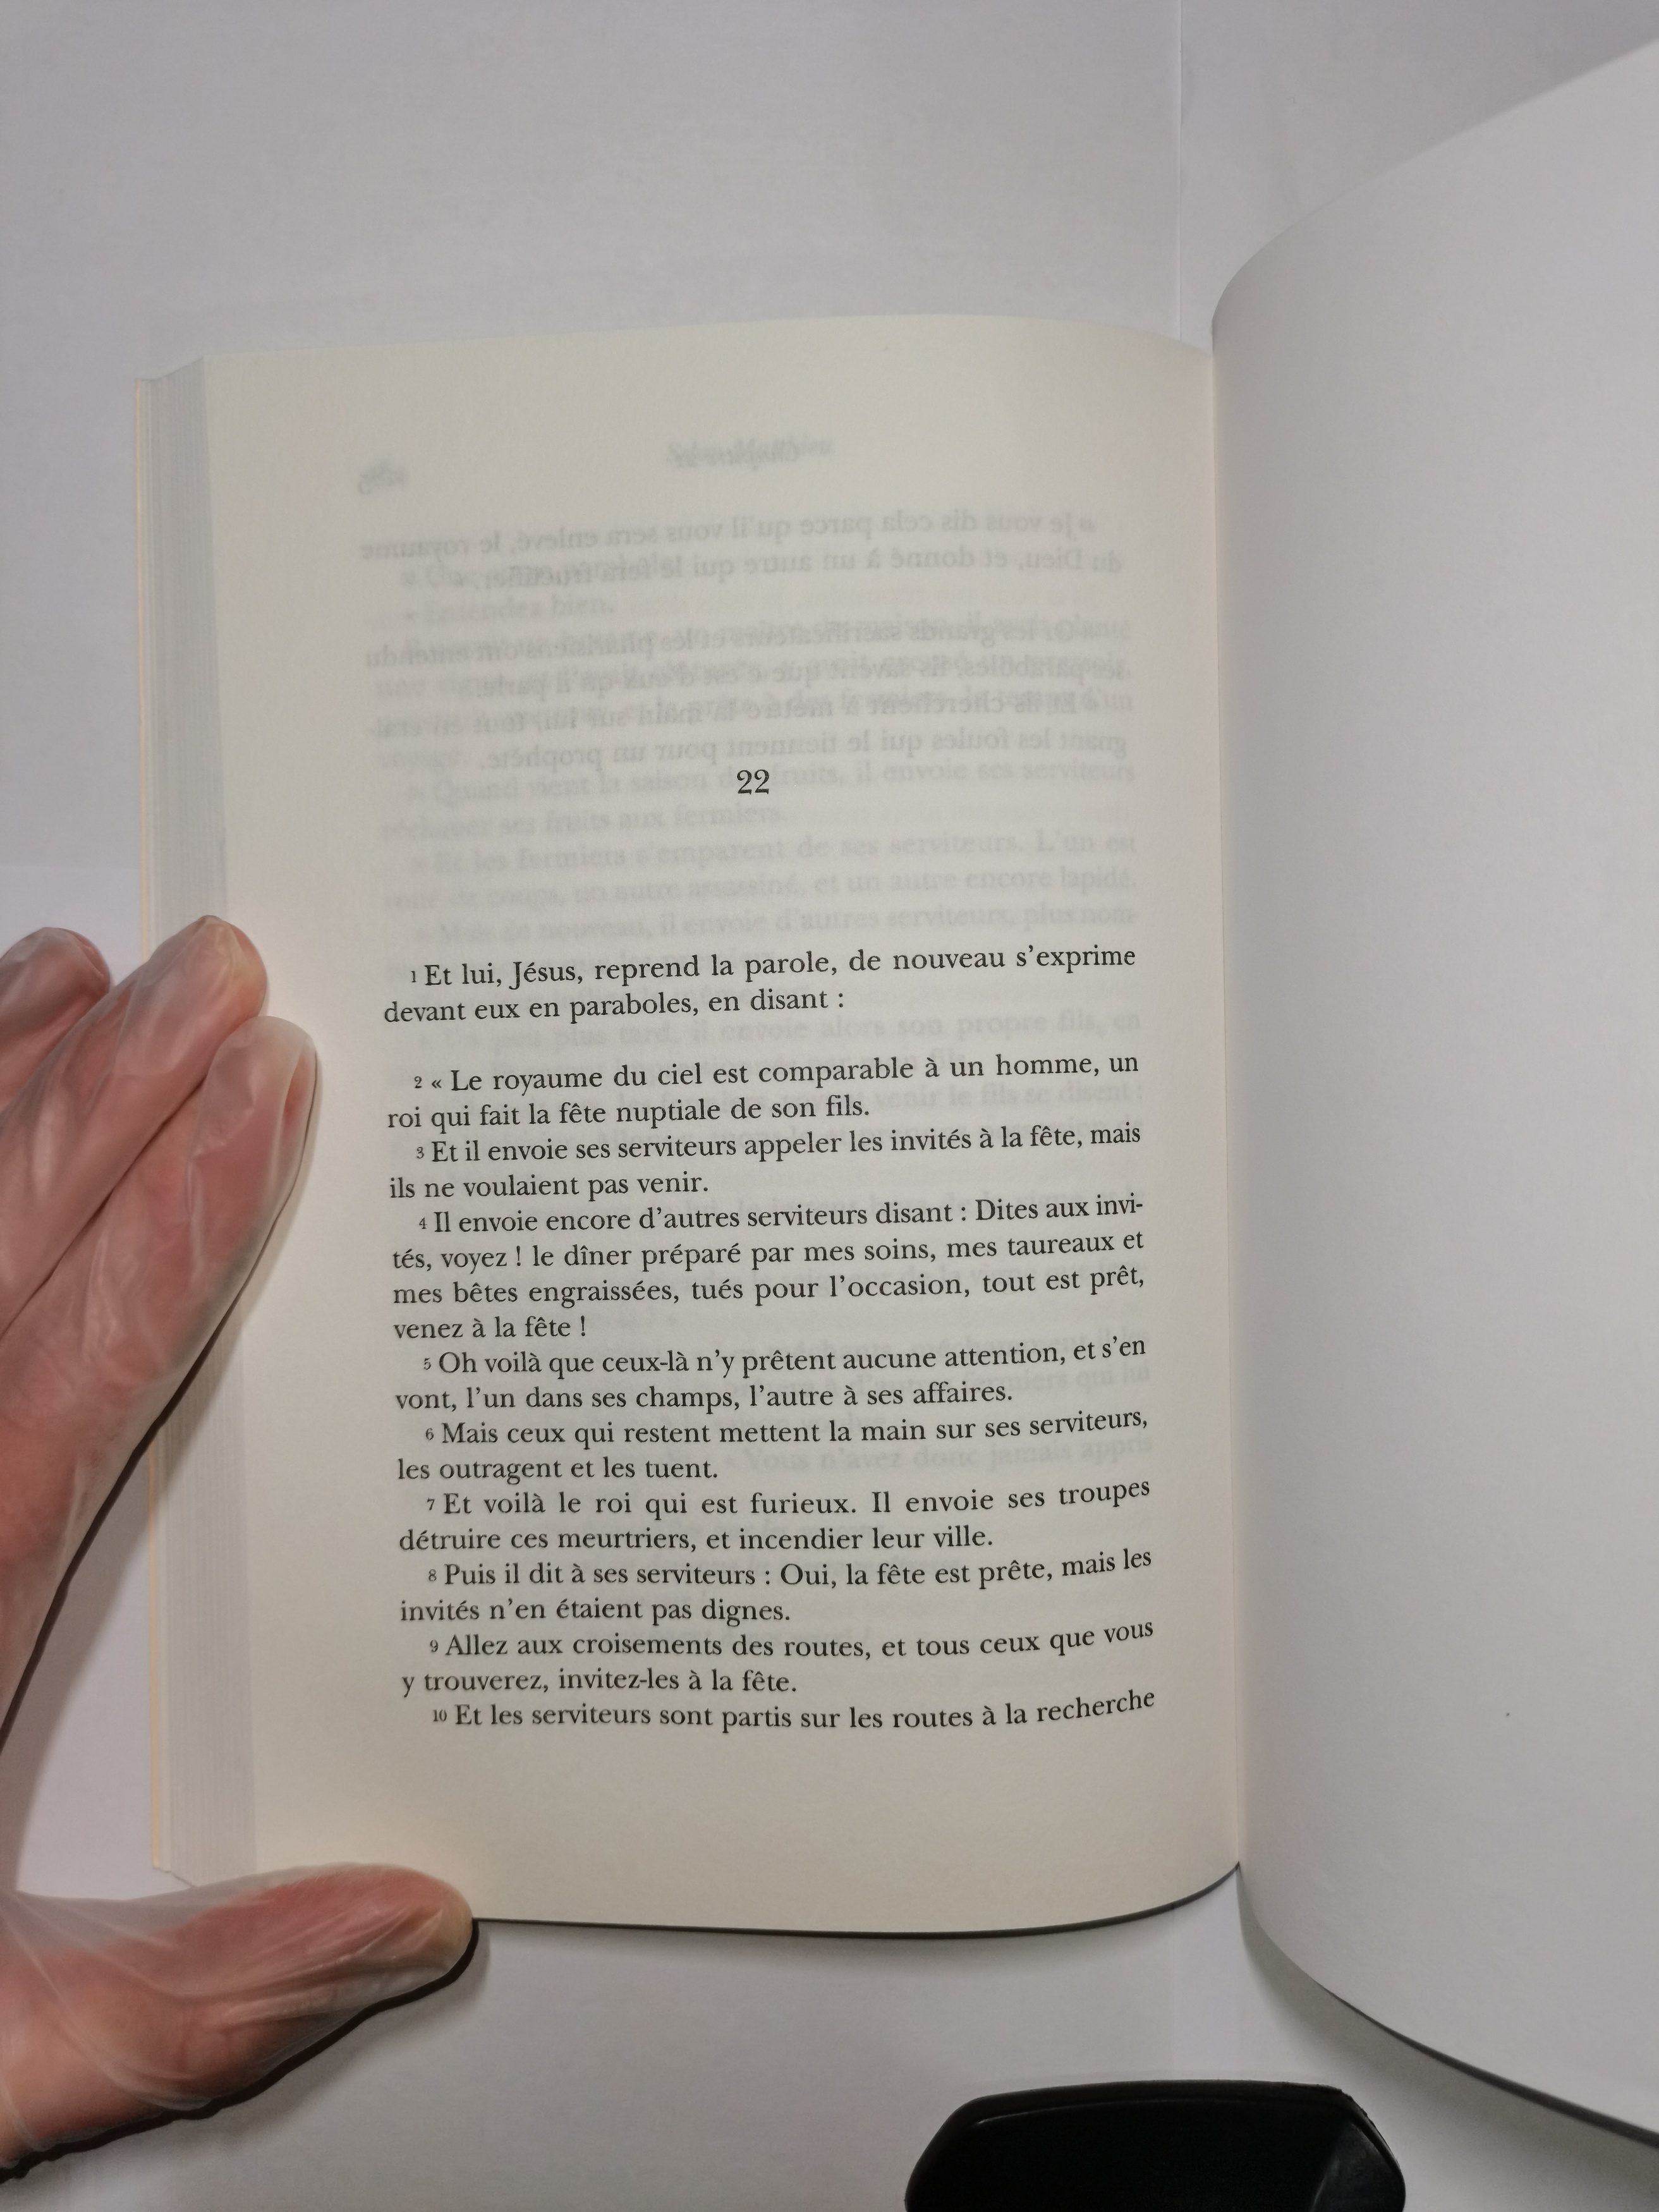 22
1 Et lui, Jésus, reprend la parole, de nouveau s’exprime
devant eux en paraboles, en disant :
2 « Le royaume du ciel est comparable à un homme, un
roi qui fait la fête nuptiale de son fils.
3 Et il envoie ses serviteurs appeler les invités à la fête, mais
ils ne voulaient pas venir.
4 Il envoie encore d’autres serviteurs disant : Dites aux invi-
tés, voyez ! le dîner préparé par mes soins, mes taureaux et
mes bêtes engraissées, tués pour l’occasion, tout est prêt,
venez à la fête !
5 Oh voilà que ceux-là n’y prêtent aucune attention, et s’en
vont, l’un dans ses champs, l’autre à ses affaires.
6 Mais ceux qui restent mettent la main sur ses serviteurs,
les outragent et les tuent.
7 Et voilà le roi qui est furieux. Il envoie ses troupes
détruire ces meurtriers, et incendier leur ville.
8 Puis il dit à ses serviteurs : Oui, la fête est prête, mais les
invités n’en étaient pas dignes.
9 Allez aux croisements des routes, et tous ceux que vous
y trouverez, invitez-les à la fête.
10 Et les serviteurs sont partis sur les routes à la recherche